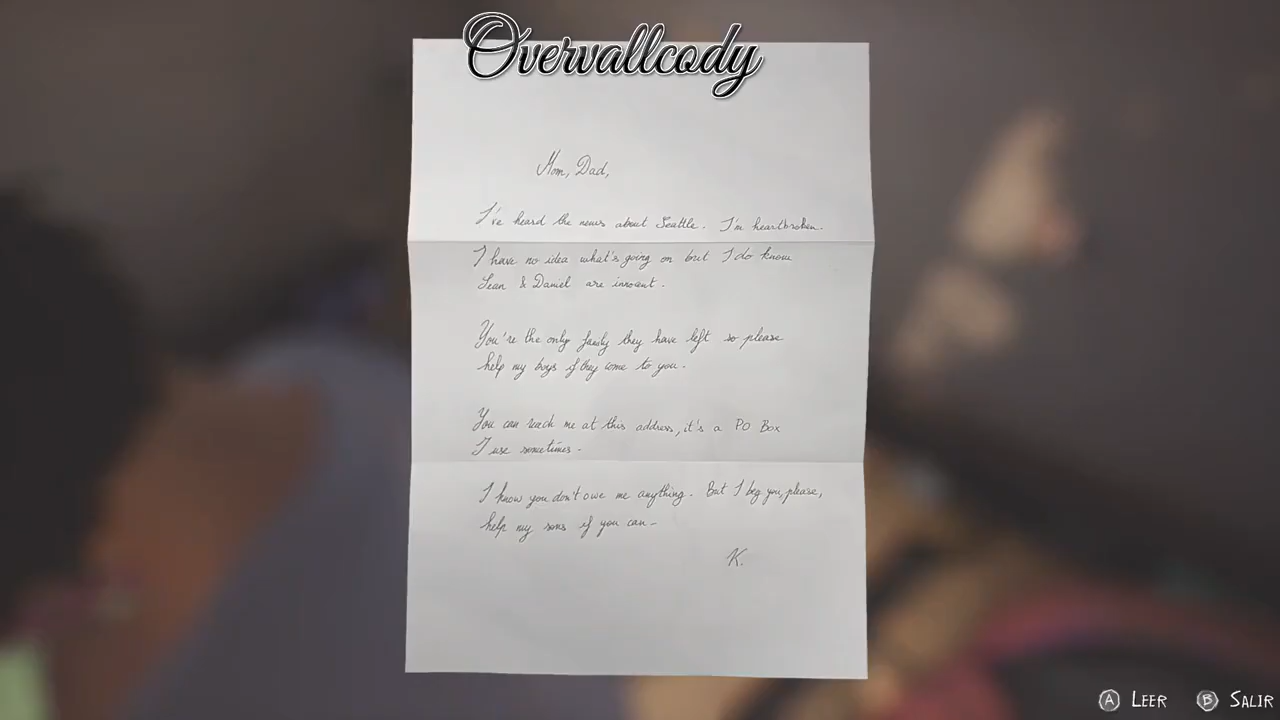 Overvallcody
Mom, Dad,
I've heard the news about Seattle. I'm heartbroken.
I have no idea what's going on but I do know
Sean & Daniel are innocent.
You're the only family they have left so please
help my boys if they come to you.
You can reach me at this address, it's a PO Box
I use sometimes.
I know you don't owe me anything. But I beg you, please,
help my sons if you can.
K.
A LEER B SALIR